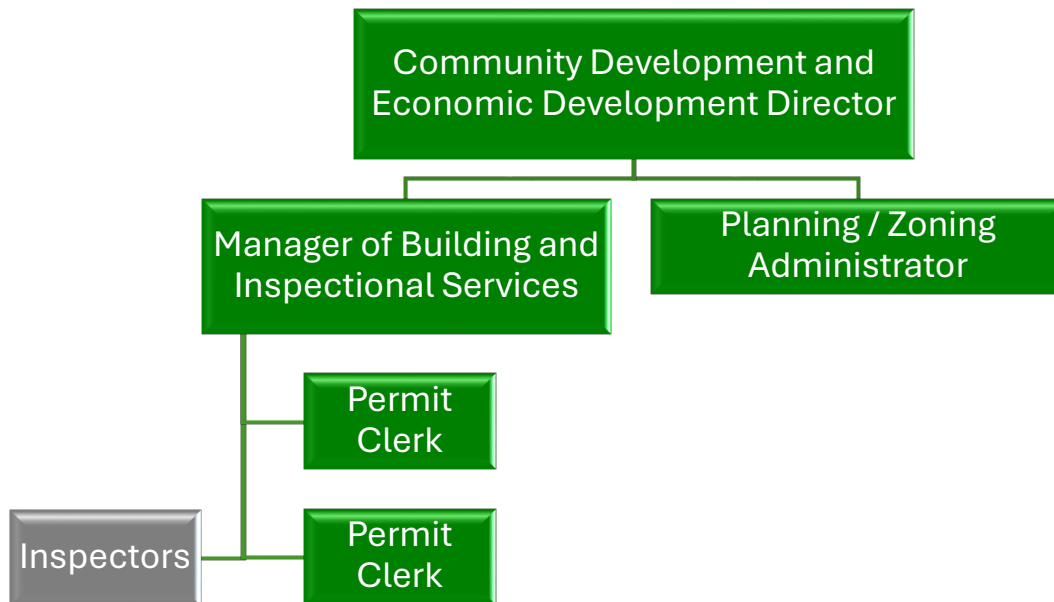 Community Development and
Economic Development Director
Manager of Building and
Inspectional Services
Planning / Zoning
Administrator
Permit
Clerk
Inspectors
Permit
Clerk